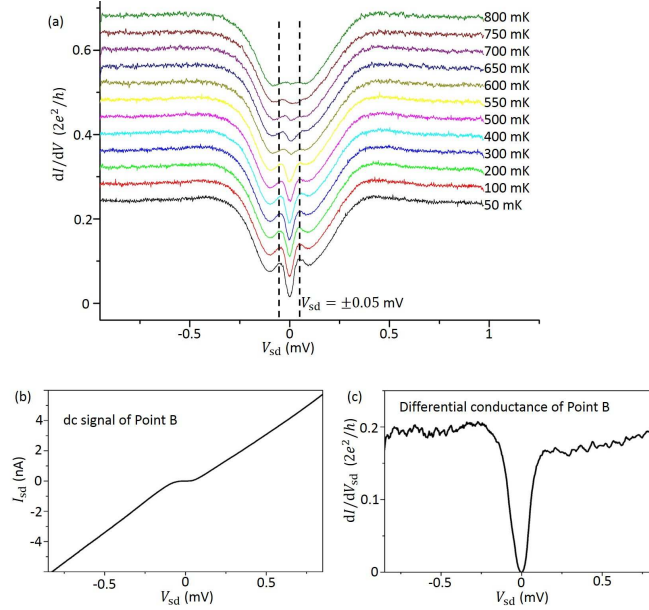 (a)
dI/dV (2e²/h)
0.6
0.4
0.2
0
800 mK
750 mK
700 mK
650 mK
600 mK
550 mK
500 mK
400 mK
300 mK
200 mK
100 mK
50 mK
V_sd = ±0.05 mV
-0.5 0 0.5 1
V_sd (mV)
(b)
dc signal of Point B
I_sd (nA)
4
2
0
-2
-4
-0.5 0 0.5
V_sd (mV)
(c)
Differential conductance of Point B
dI/dV_sd (2e²/h)
0.2
0.1
0
-0.5 0 0.5
V_sd (mV)